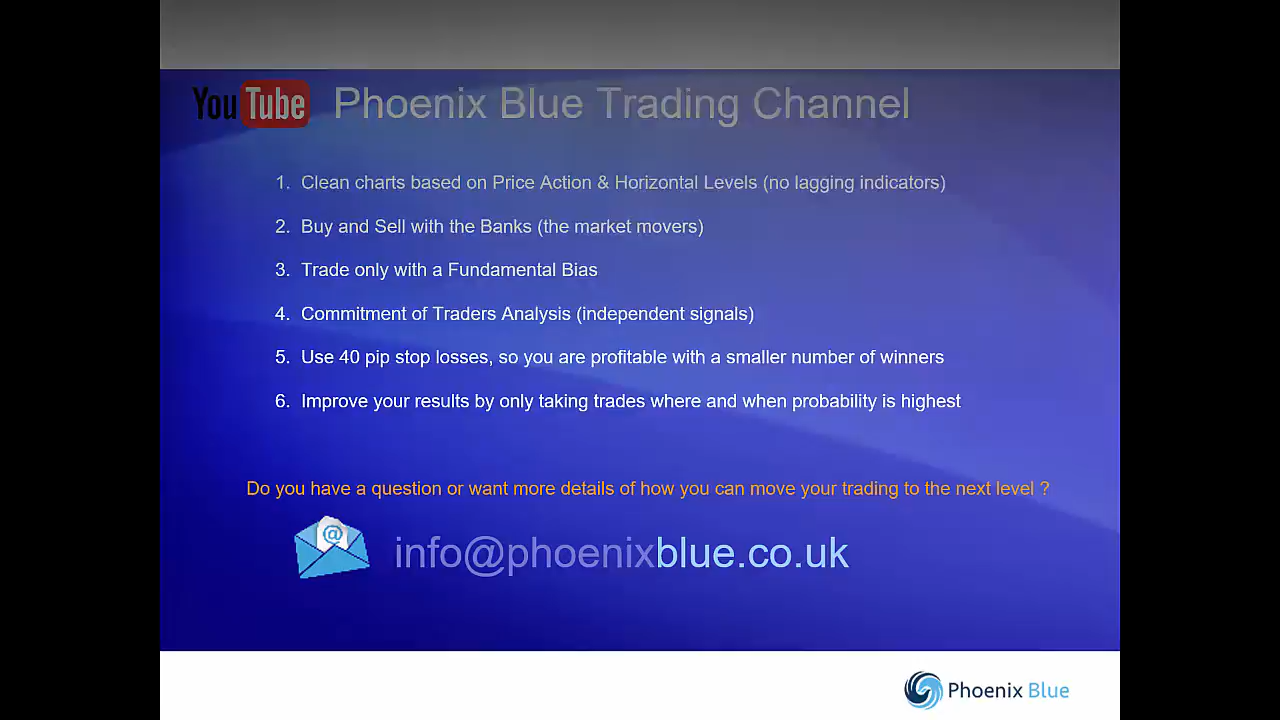 YouTube Phoenix Blue Trading Channel
1. Clean charts based on Price Action & Horizontal Levels (no lagging indicators)
2. Buy and Sell with the Banks (the market movers)
3. Trade only with a Fundamental Bias
4. Commitment of Traders Analysis (independent signals)
5. Use 40 pip stop losses, so you are profitable with a smaller number of winners
6. Improve your results by only taking trades where and when probability is highest
Do you have a question or want more details of how you can move your trading to the next level ?
@ info@phoenixblue.co.uk
Phoenix Blue